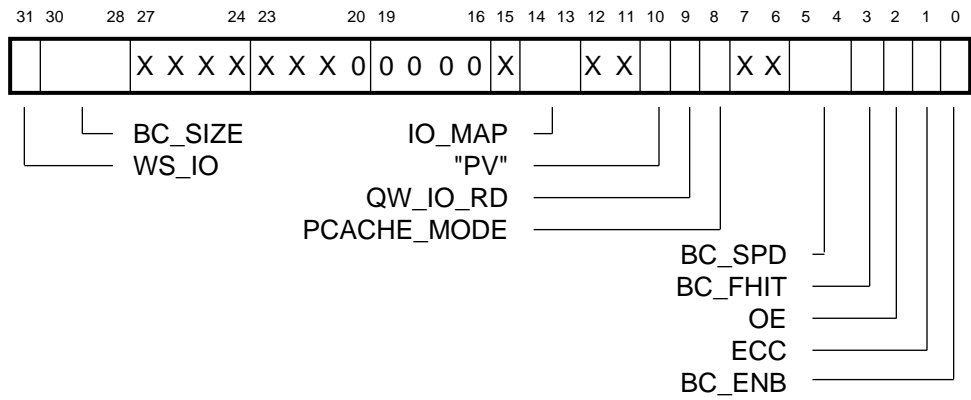 31 30 28 27 24 23 20 19 16 15 14 13 12 11 10 9 8 7 6 5 4 3 2 1 0
X X X X X X X 0 0 0 0 0 X X X X X
BC_SIZE IO_MAP
WS_IO "PV"
QW_IO_RD
PCACHE_MODE
BC_SPD
BC_FHIT
OE
ECC
BC_ENB